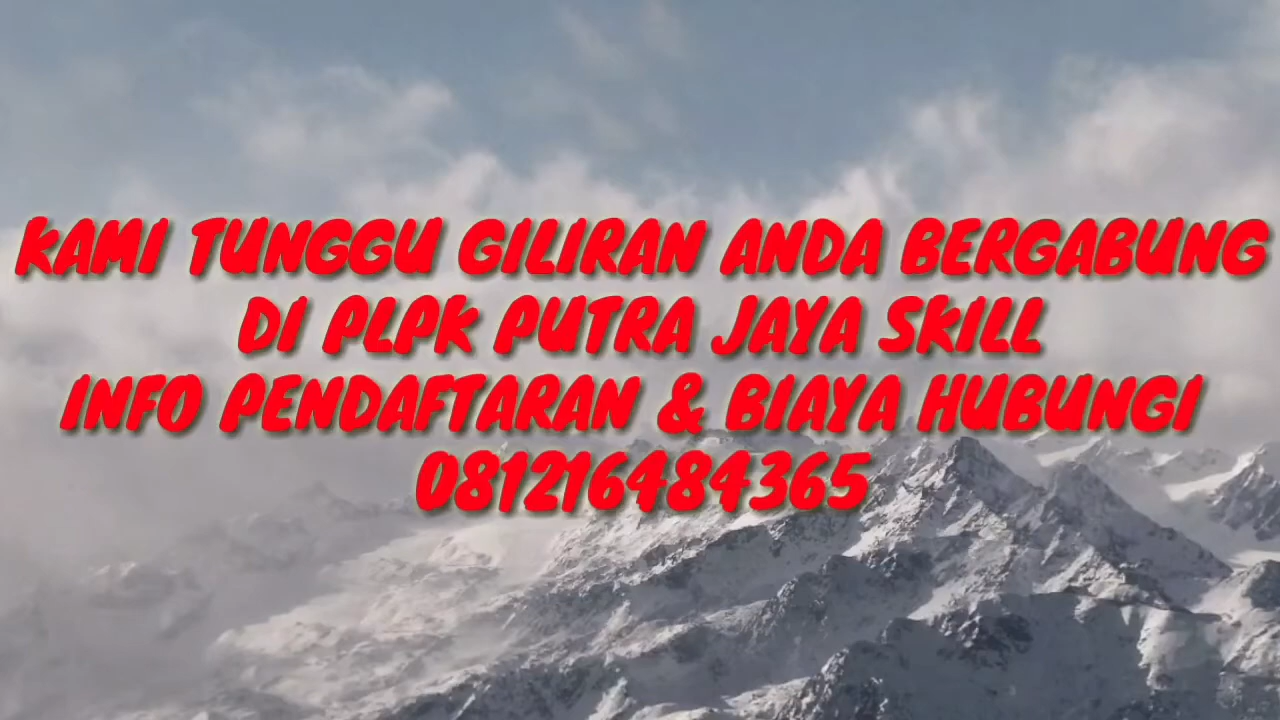 KAMI TUNGGU GILIRAN ANDA BERGABUNG
DI PLPK PUTRA JAYA SKILL
INFO PENDAFTARAN & BIAYA HUBUNGI
081216484365